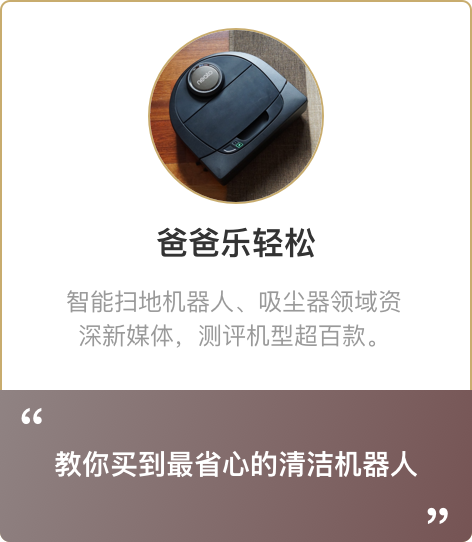 neato
爸爸乐轻松
智能扫地机器人、吸尘器领域资
深新媒体，测评机型超百款。
“
教你买到最省心的清洁机器人
”